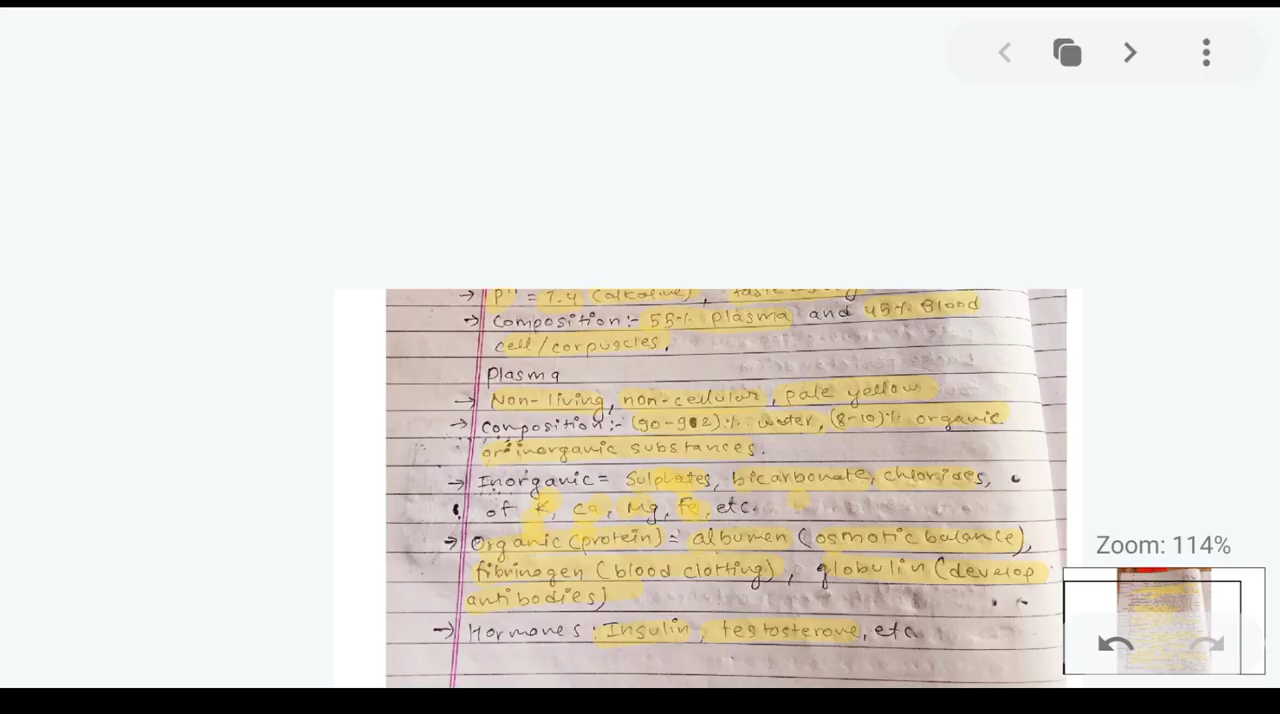 → pH = 7.4 (alkaline),
→ Composition:- 55% plasma and 45% Blood
cell/corpuscles.
Plasma
→ Non-living, non-cellular, pale yellow
→ Composition:- (90-92)% water, (8-10)% organic
or inorganic substances.
→ Inorganic = Sulphates, bicarbonate, chlorides,
of K, Ca, Mg, Fe, etc.
→ Organic (protein) = albumen (osmotic balance),
fibrinogen (blood clotting), globulin (develop
antibodies)
→ Hormones: Insulin, testosterone, etc
Zoom: 114%